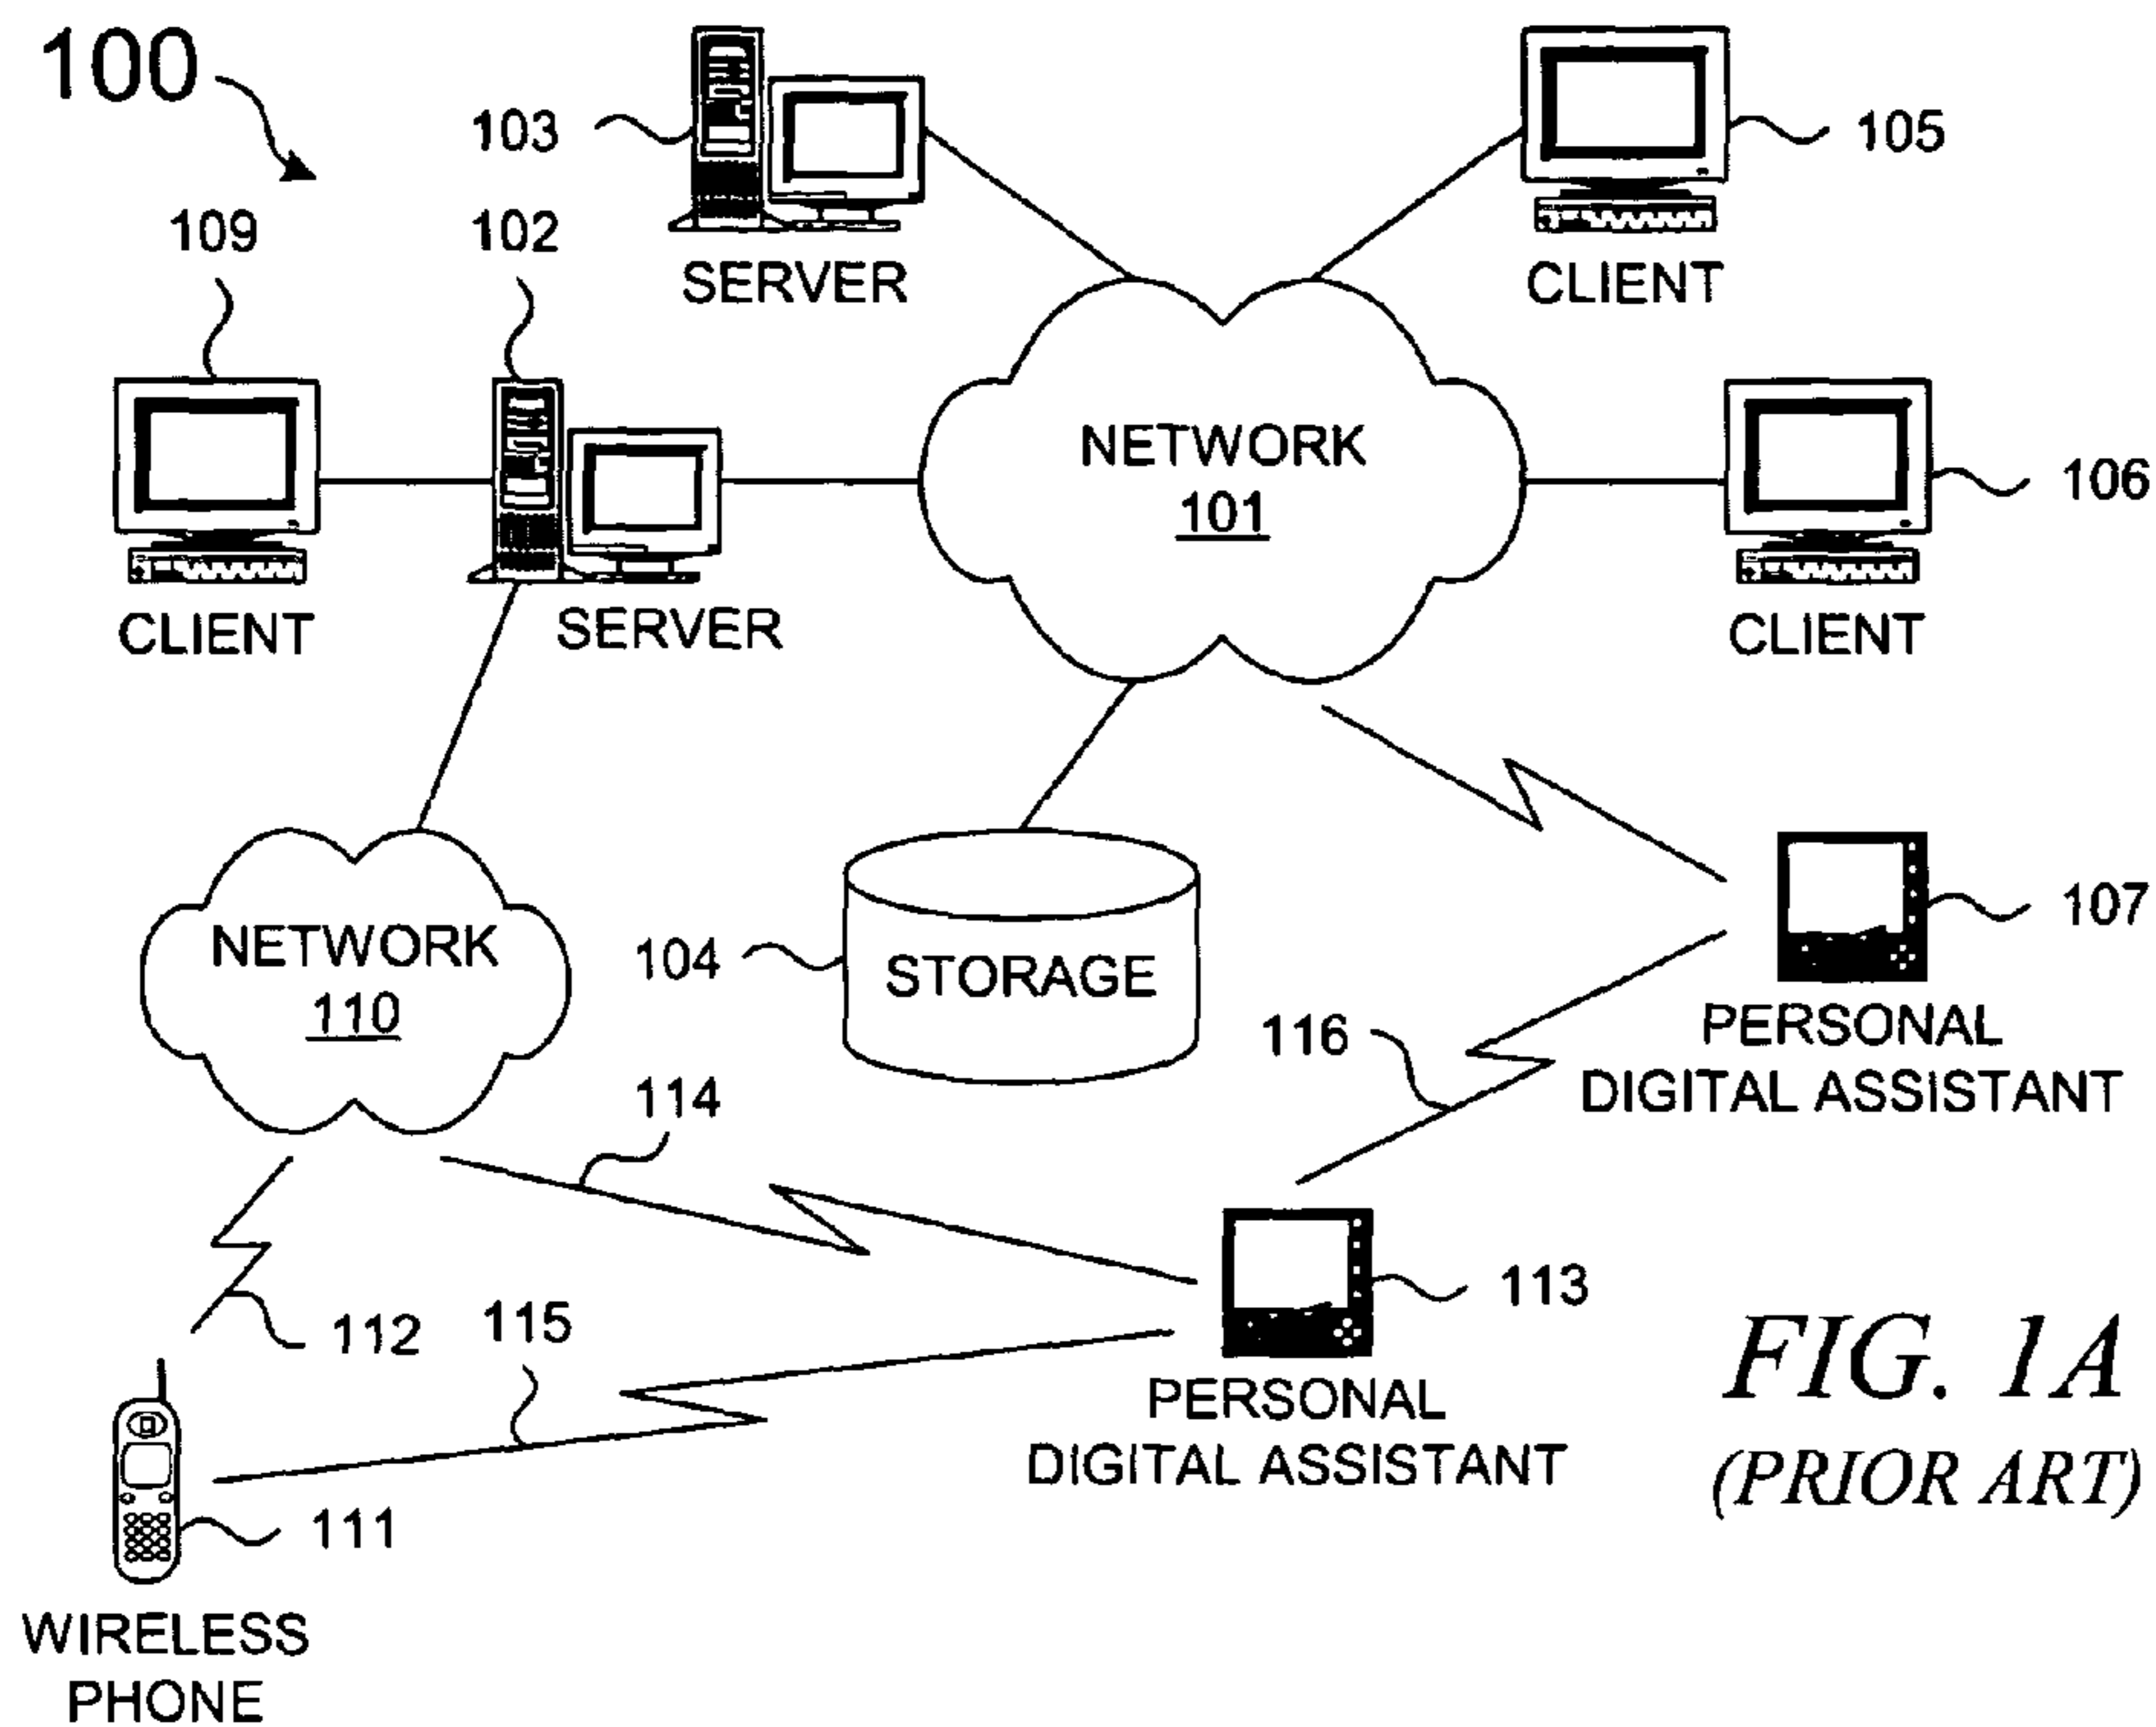 100
103
105
109
102
SERVER
CLIENT
NETWORK
101
106
CLIENT
SERVER
CLIENT
NETWORK
110
104
STORAGE
107
116
PERSONAL
DIGITAL ASSISTANT
114
113
112
115
PERSONAL
DIGITAL ASSISTANT
111
WIRELESS
PHONE
FIG. 1A
(PRIOR ART)